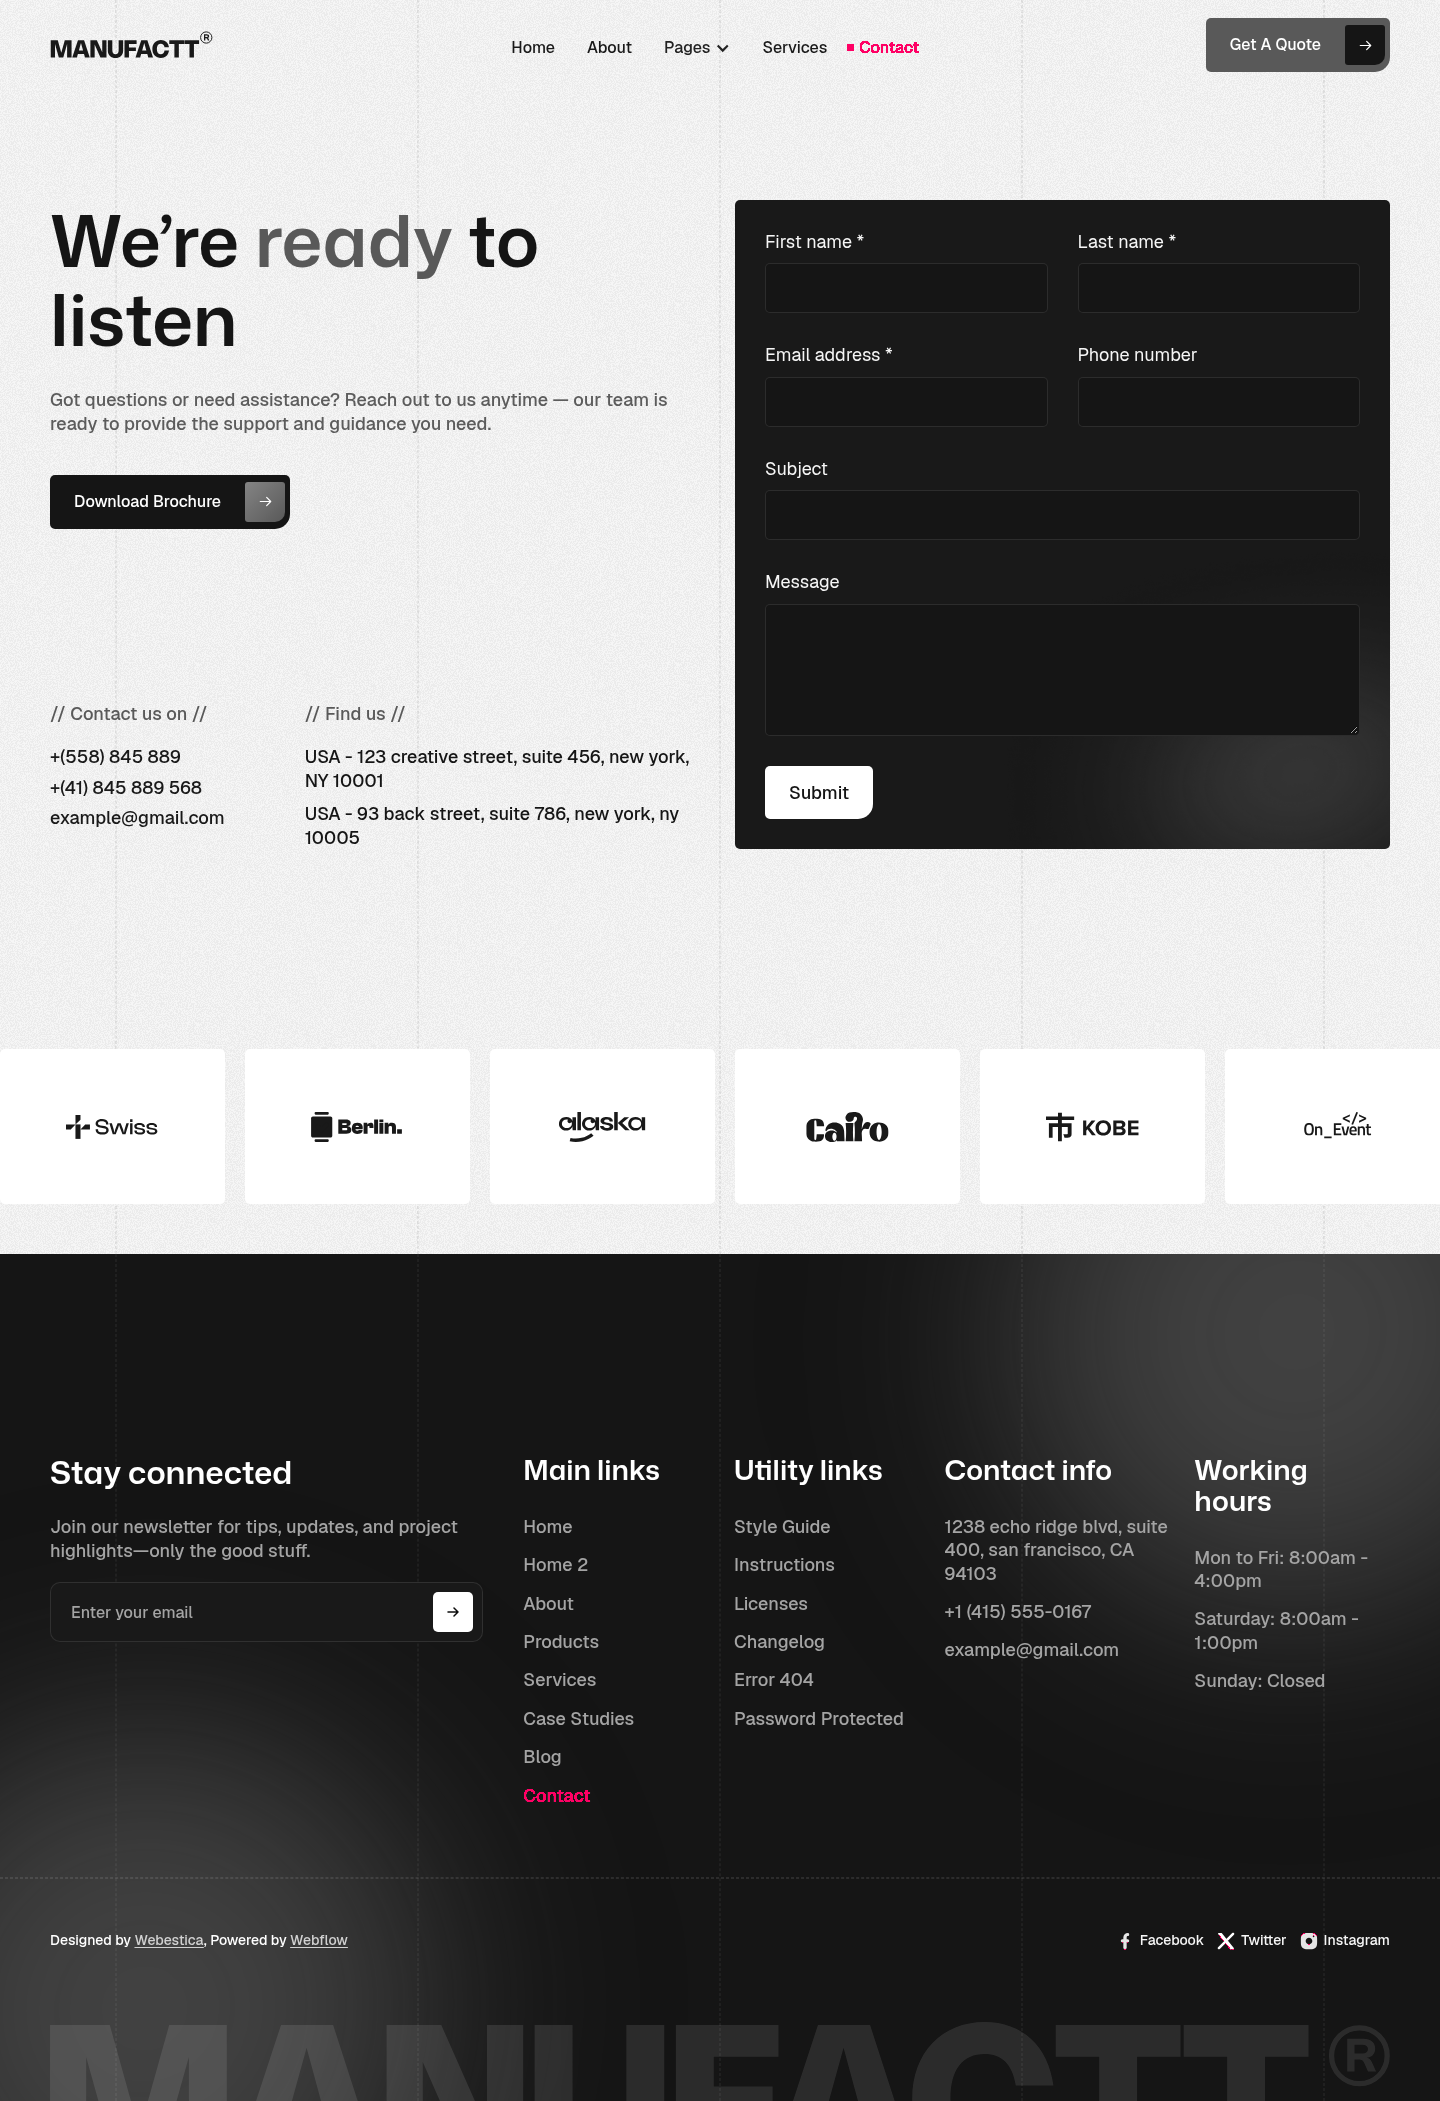 MANUFACTT®
Home
About
Pages
Services
Contact
Get A Quote
We’re ready to
listen
Got questions or need assistance? Reach out to us anytime — our team is
ready to provide the support and guidance you need.
Download Brochure
// Contact us on //
+(558) 845 889
+(41) 845 889 568
example@gmail.com
// Find us //
USA - 123 creative street, suite 456, new york,
NY 10001
USA - 93 back street, suite 786, new york, ny
10005
First name *
Last name *
Email address *
Phone number
Subject
Message
Submit
Swiss
Berlin.
alaska
cairo
市 KOBE
</>
On_Event
Stay connected
Join our newsletter for tips, updates, and project
highlights—only the good stuff.
Enter your email
Main links
Home
Home 2
About
Products
Services
Case Studies
Blog
Contact
Utility links
Style Guide
Instructions
Licenses
Changelog
Error 404
Password Protected
Contact info
1238 echo ridge blvd, suite
400, san francisco, CA
94103
+1 (415) 555-0167
example@gmail.com
Working
hours
Mon to Fri: 8:00am -
4:00pm
Saturday: 8:00am -
1:00pm
Sunday: Closed
Designed by Webestica, Powered by Webflow
Facebook
Twitter
Instagram
MANUFACTT®